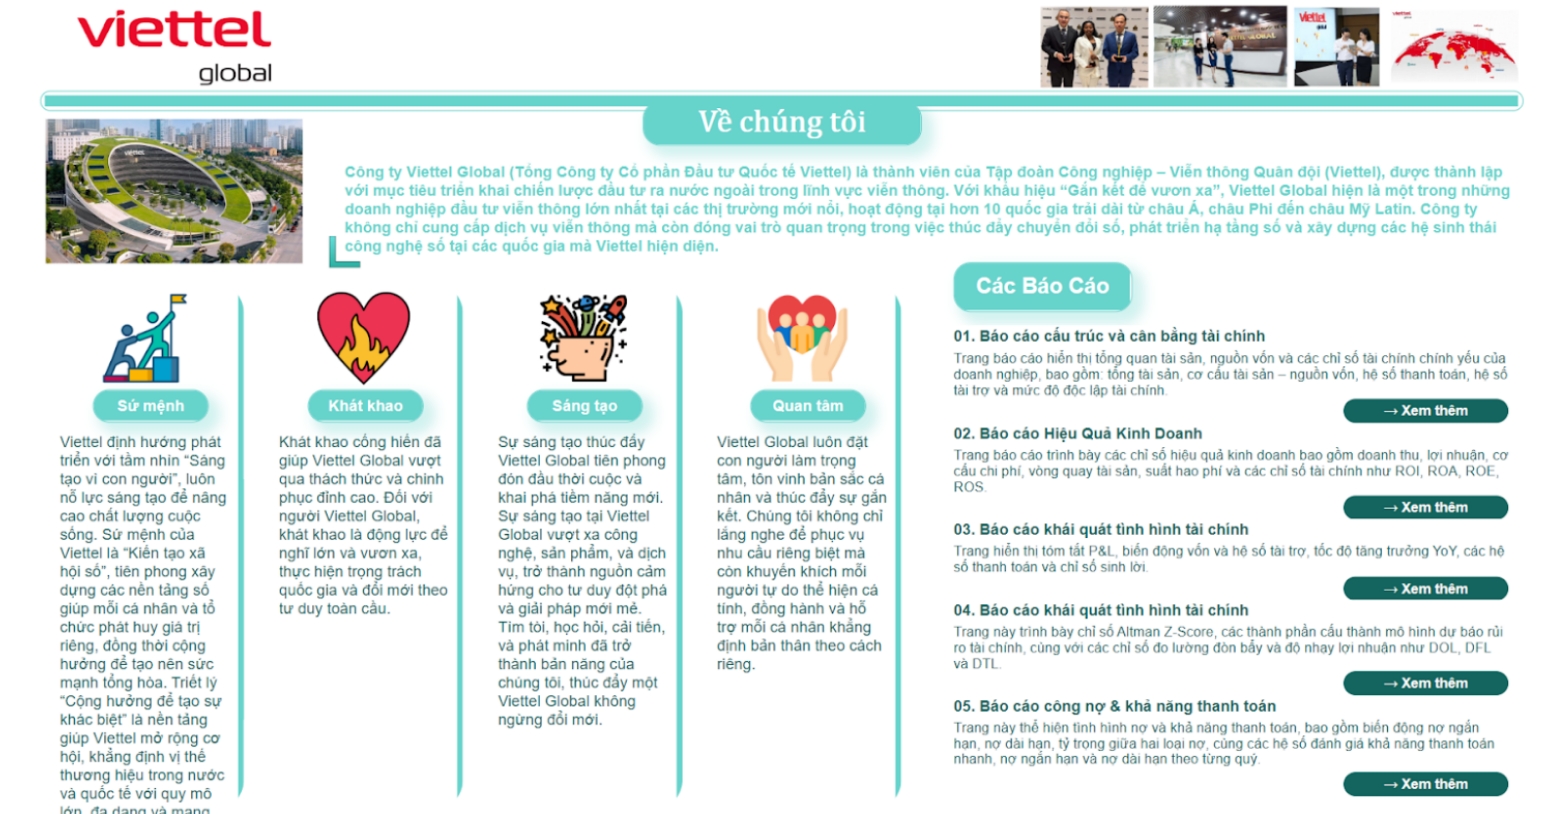 viettel
global
Về chúng tôi
Công ty Viettel Global (Tổng Công ty Cổ phần Đầu tư Quốc tế Viettel) là thành viên của Tập đoàn Công nghiệp – Viễn thông Quân đội (Viettel), được thành lập
với mục tiêu triển khai chiến lược đầu tư ra nước ngoài trong lĩnh vực viễn thông. Với khẩu hiệu “Gắn kết để vươn xa”, Viettel Global hiện là một trong những
doanh nghiệp đầu tư viễn thông lớn nhất tại các thị trường mới nổi, hoạt động tại hơn 10 quốc gia trải dài từ châu Á, châu Phi đến châu Mỹ Latin. Công ty
không chỉ cung cấp dịch vụ viễn thông mà còn đóng vai trò quan trọng trong việc thúc đẩy chuyển đổi số, phát triển hạ tầng số và xây dựng các hệ sinh thái
công nghệ số tại các quốc gia mà Viettel hiện diện.
Sứ mệnh
Viettel định hướng phát
triển với tầm nhìn “Sáng
tạo vì con người”, luôn
nỗ lực sáng tạo để nâng
cao chất lượng cuộc
sống. Sứ mệnh của
Viettel là “Kiến tạo xã
hội số”, tiên phong xây
dựng các nền tảng số
giúp mỗi cá nhân và tổ
chức phát huy giá trị
riêng, đồng thời cộng
hưởng để tạo nên sức
mạnh tổng hòa. Triết lý
“Cộng hưởng để tạo sự
khác biệt” là nền tảng
giúp Viettel mở rộng cơ
hội, khẳng định vị thế
thương hiệu trong nước
và quốc tế với quy mô
lớn, đa dạng và mang
Khát khao
Khát khao cống hiến đã
giúp Viettel Global vượt
qua thách thức và chinh
phục đỉnh cao. Đối với
người Viettel Global,
khát khao là động lực để
nghĩ lớn và vươn xa,
thực hiện trọng trách
quốc gia và đổi mới theo
tư duy toàn cầu.
Sáng tạo
Sự sáng tạo thúc đẩy
Viettel Global tiên phong
đón đầu thời cuộc và
khai phá tiềm năng mới.
Sự sáng tạo tại Viettel
Global vượt xa công
nghệ, sản phẩm, và dịch
vụ, trở thành nguồn cảm
hứng cho tư duy đột phá
và giải pháp mới mẻ.
Tìm tòi, học hỏi, cải tiến,
và phát minh đã trở
thành bản năng của
chúng tôi, thúc đẩy một
Viettel Global không
ngừng đổi mới.
Quan tâm
Viettel Global luôn đặt
con người làm trọng
tâm, tôn vinh bản sắc cá
nhân và thúc đẩy sự gắn
kết. Chúng tôi không chỉ
lắng nghe để phục vụ
nhu cầu riêng biệt mà
còn khuyến khích mỗi
người tự do thể hiện cá
tính, đồng hành và hỗ
trợ mỗi cá nhân khẳng
định bản thân theo cách
riêng.
Các Báo Cáo
01. Báo cáo cấu trúc và cân bằng tài chính
Trang báo cáo hiển thị tổng quan tài sản, nguồn vốn và các chỉ số tài chính chính yếu của
doanh nghiệp, bao gồm: tổng tài sản, cơ cấu tài sản – nguồn vốn, hệ số thanh toán, hệ số
tài trợ và mức độ độc lập tài chính.
→ Xem thêm
02. Báo cáo Hiệu Quả Kinh Doanh
Trang báo cáo trình bày các chỉ số hiệu quả kinh doanh bao gồm doanh thu, lợi nhuận, cơ
cấu chi phí, vòng quay tài sản, suất hao phí và các chỉ số tài chính như ROI, ROA, ROE,
ROS.
→ Xem thêm
03. Báo cáo khái quát tình hình tài chính
Trang hiển thị tóm tắt P&L, biến động vốn và hệ số tài trợ, tốc độ tăng trưởng YoY, các hệ
số thanh toán và chỉ số sinh lời.
→ Xem thêm
04. Báo cáo khái quát tình hình tài chính
Trang này trình bày chỉ số Altman Z-Score, các thành phần cấu thành mô hình dự báo rủi
ro tài chính, cùng với các chỉ số đo lường đòn bẩy và độ nhạy lợi nhuận như DOL, DFL
và DTL.
→ Xem thêm
05. Báo cáo công nợ & khả năng thanh toán
Trang này thể hiện tình hình nợ và khả năng thanh toán, bao gồm biến động nợ ngắn
hạn, nợ dài hạn, tỷ trọng giữa hai loại nợ, cùng các hệ số đánh giá khả năng thanh toán
nhanh, nợ ngắn hạn và nợ dài hạn theo từng quý.
→ Xem thêm